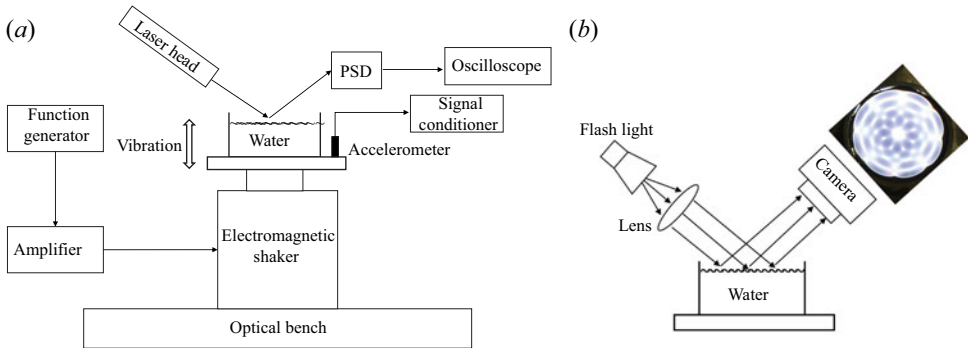 (a)
Laser head
PSD
Oscilloscope
Function
generator
Vibration
Water
Signal
conditioner
Accelerometer
Amplifier
Electromagnetic
shaker
Optical bench
(b)
Flash light
Lens
Camera
Water